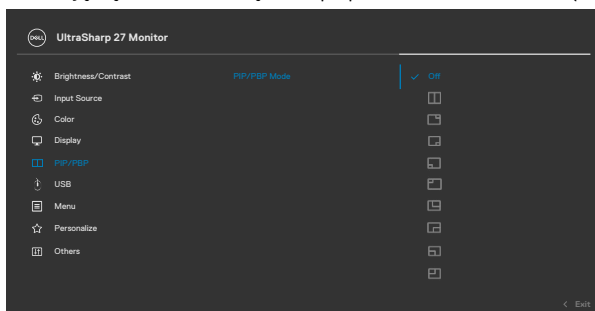 DELL
UltraSharp 27 Monitor
Brightness/Contrast PIP/PBP Mode Off
Input Source
Color
Display
PIP/PBP
USB
Menu
Personalize
Others
Exit